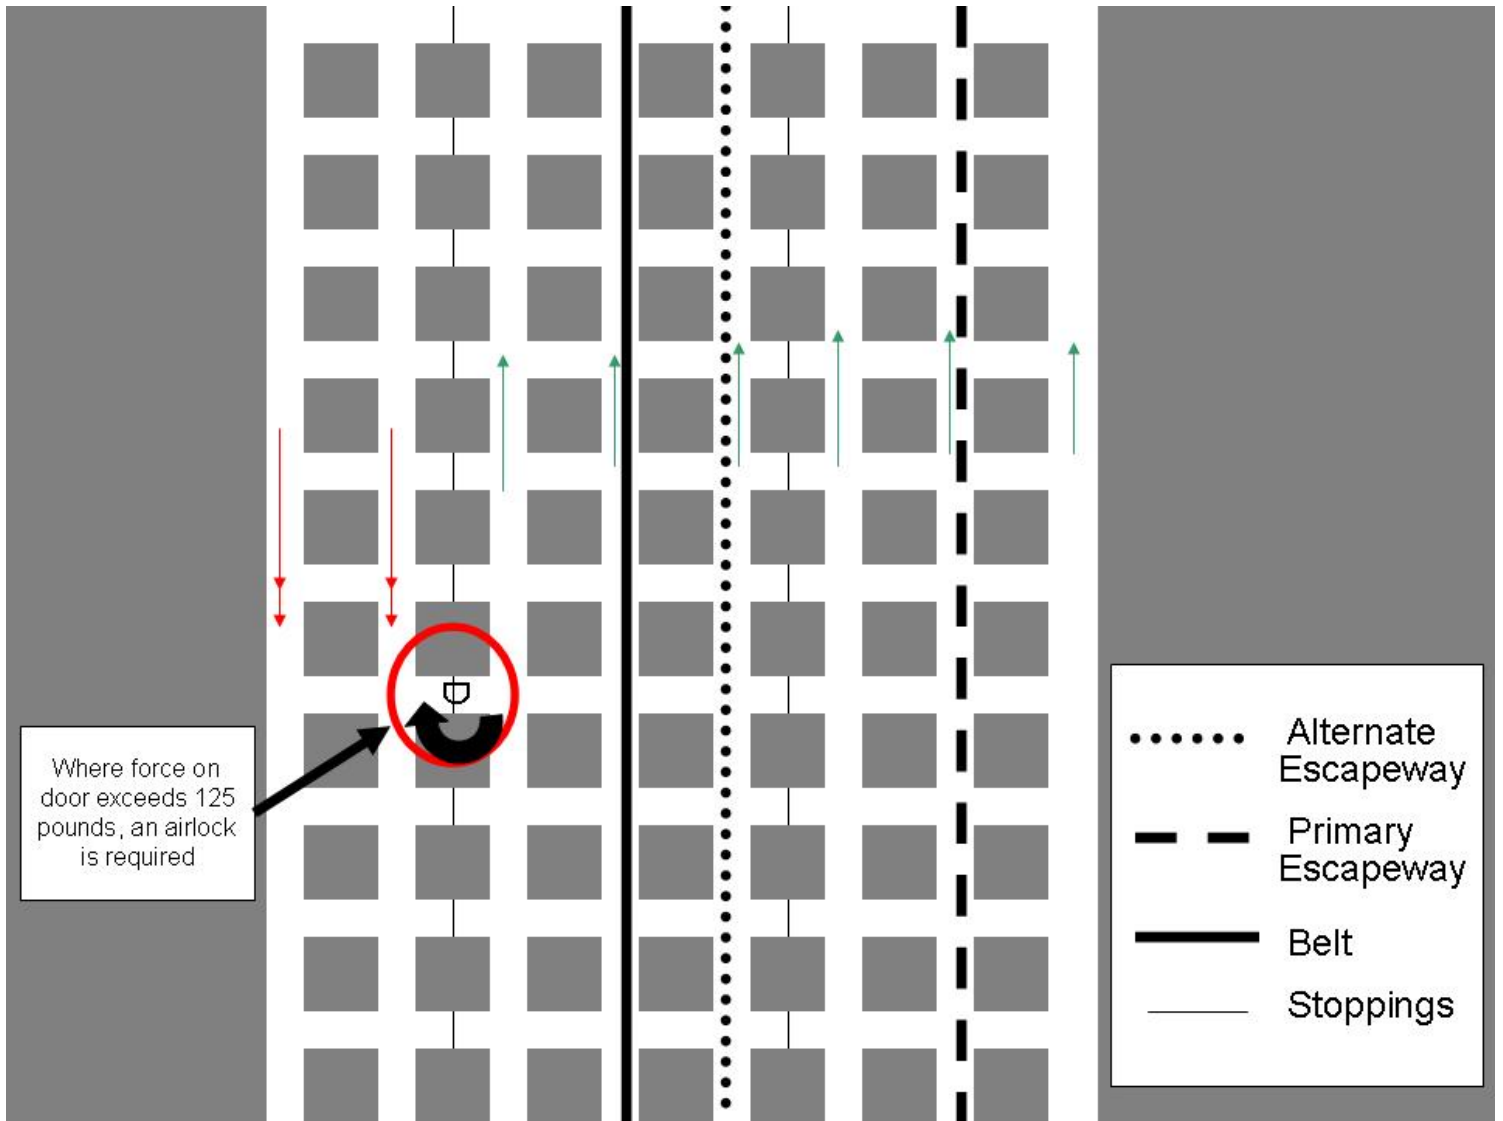 Where force on
door exceeds 125
pounds, an airlock
is required
D
Alternate
Escapeway
Primary
Escapeway
Belt
Stoppings